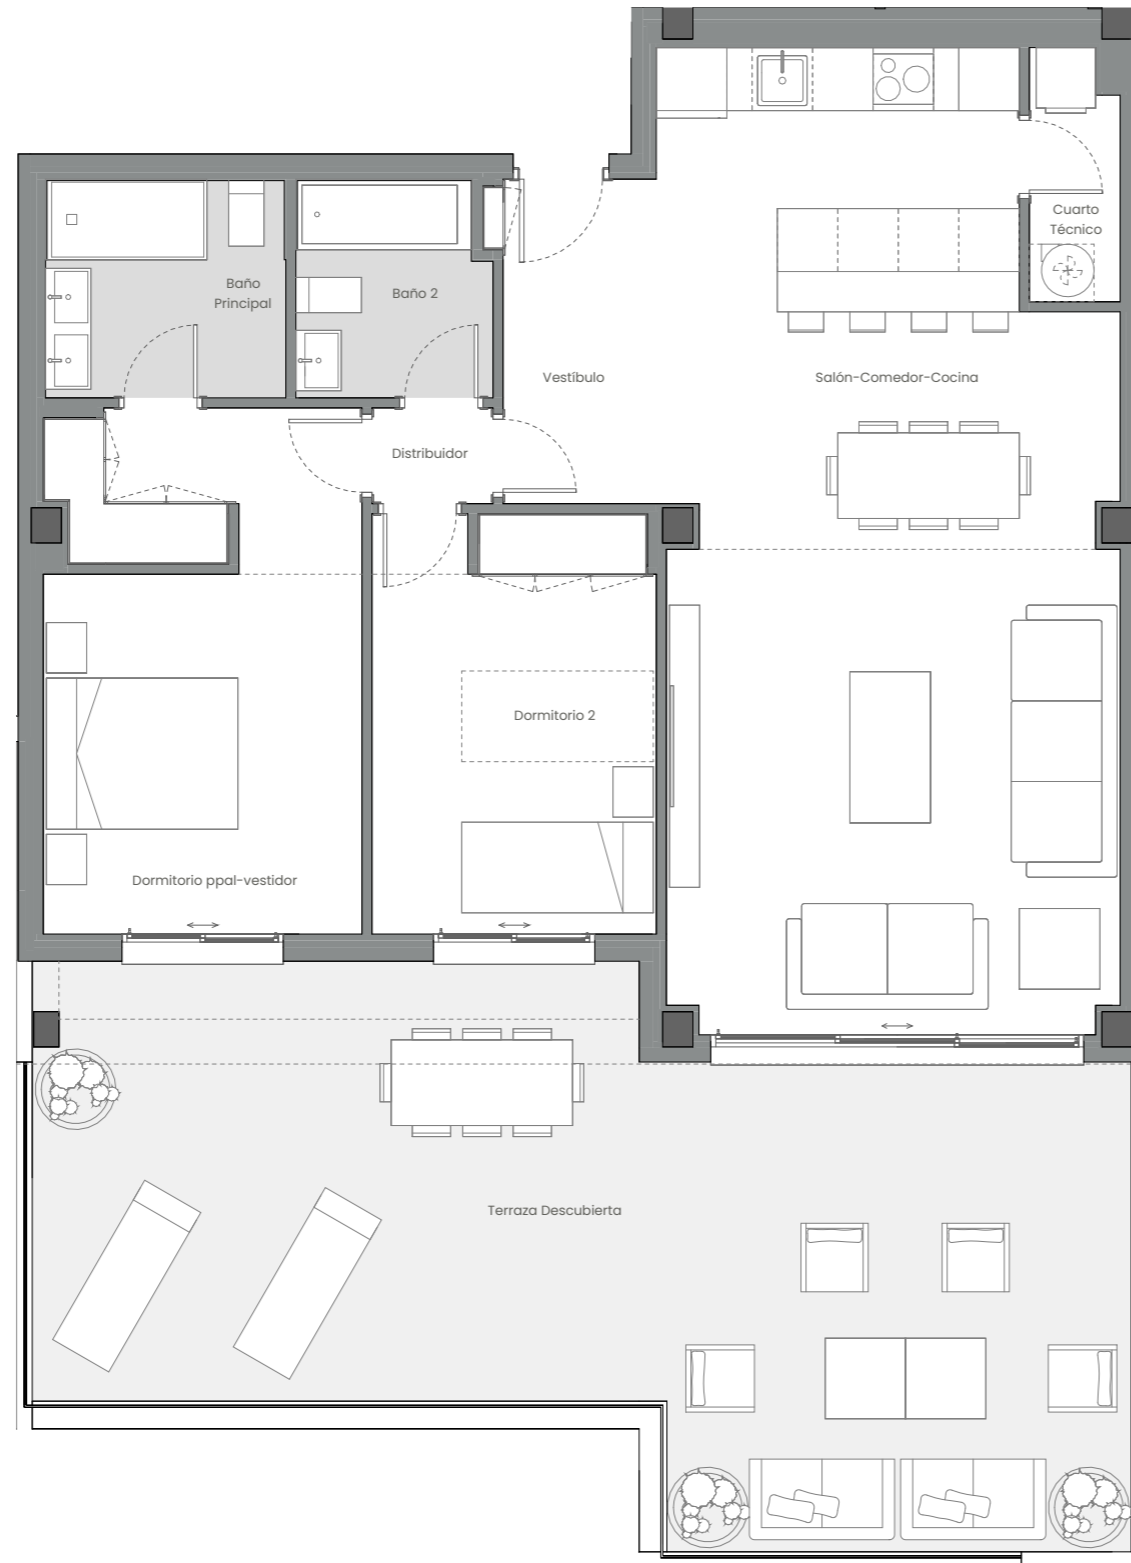 Cuarto
Técnico
Baño
Principal
Baño 2
Vestíbulo
Salón-Comedor-Cocina
Distribuidor
Dormitorio 2
Dormitorio ppal-vestidor
Terraza Descubierta